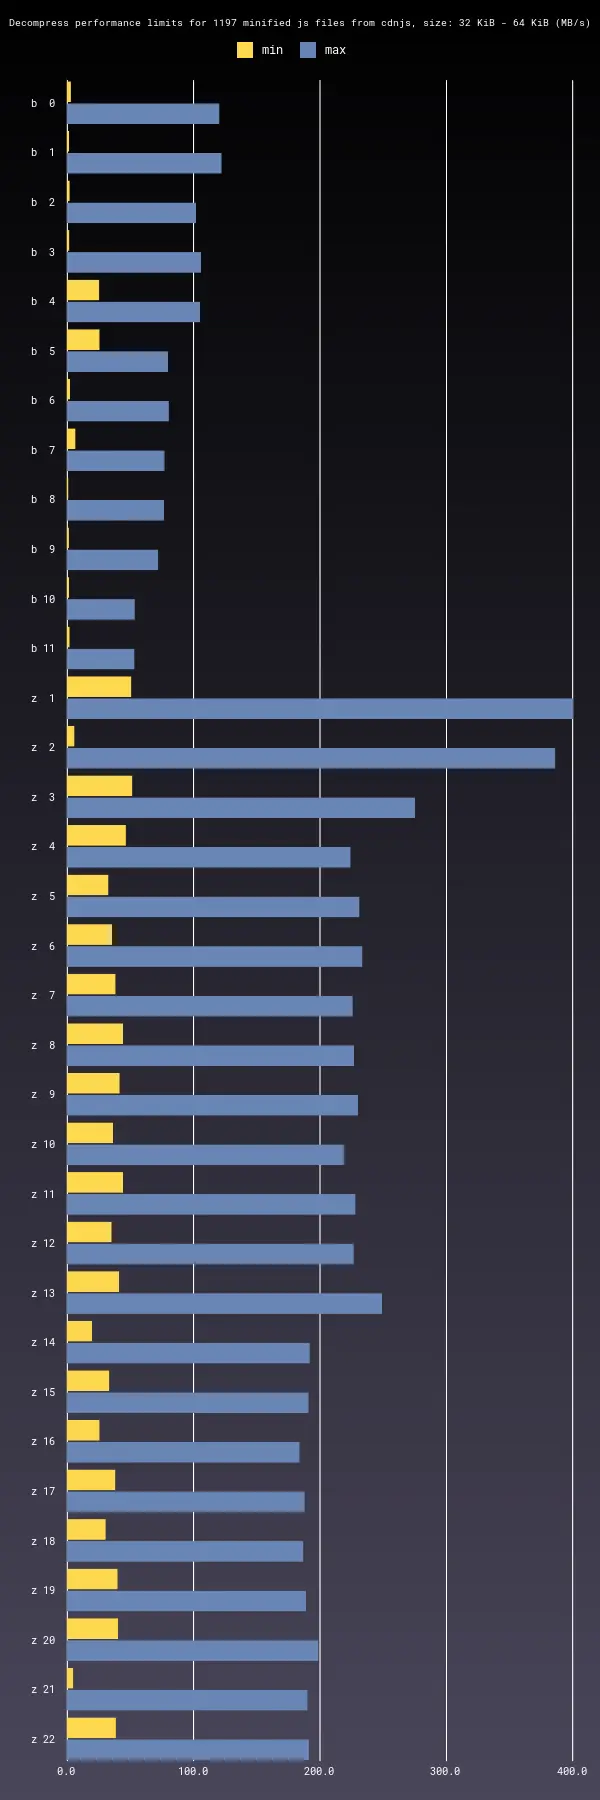 Decompress performance limits for 1197 minified js files from cdnjs, size: 32 KiB - 64 KiB (MB/s)
min max
b 0
b 1
b 2
b 3
b 4
b 5
b 6
b 7
b 8
b 9
b 10
b 11
z 1
z 2
z 3
z 4
z 5
z 6
z 7
z 8
z 9
z 10
z 11
z 12
z 13
z 14
z 15
z 16
z 17
z 18
z 19
z 20
z 21
z 22
0.0 100.0 200.0 300.0 400.0